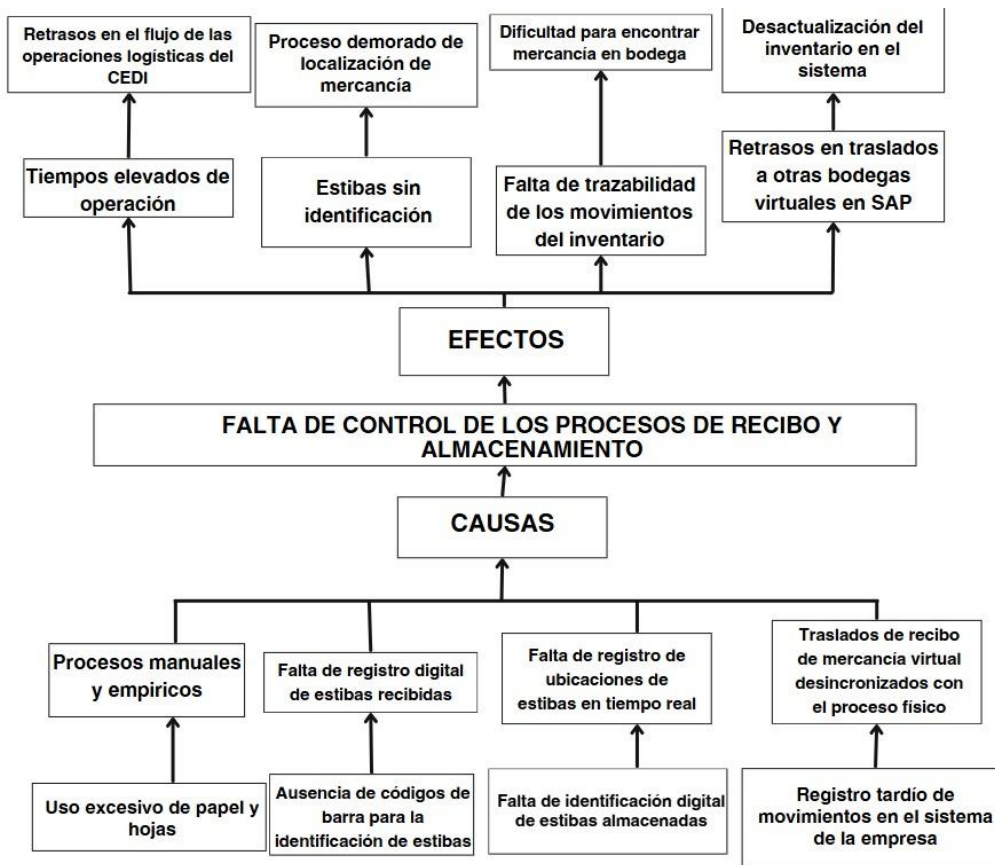 Retrasos en el flujo de las
operaciones logísticas del
CEDI
Proceso demorado de
localización de
mercancía
Dificultad para encontrar
mercancía en bodega
Desactualización del
inventario en el
sistema
Tiempos elevados de
operación
Estibas sin
identificación
Falta de trazabilidad
de los movimientos
del inventario
Retrasos en traslados
a otras bodegas
virtuales en SAP
EFECTOS
FALTA DE CONTROL DE LOS PROCESOS DE RECIBO Y
ALMACENAMIENTO
CAUSAS
Procesos manuales
y empiricos
Falta de registro digital
de estibas recibidas
Falta de registro de
ubicaciones de
estibas en tiempo real
Traslados de recibo
de mercancía virtual
desincronizados con
el proceso físico
Uso excesivo de papel y
hojas
Ausencia de códigos de
barra para la
identificación de estibas
Falta de identificación digital
de estibas almacenadas
Registro tardío de
movimientos en el sistema
de la empresa